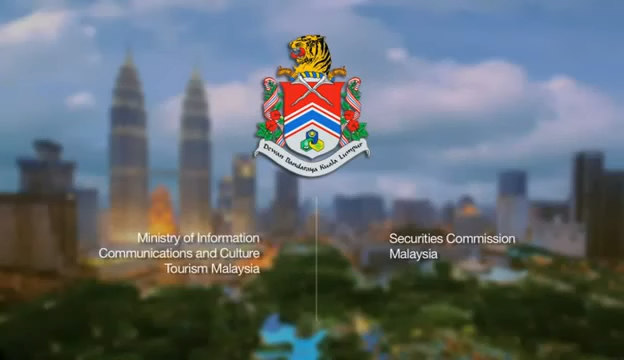 Dewan Bandaraya Kuala Lumpur
Ministry of Information
Communications and Culture
Tourism Malaysia
Securities Commission
Malaysia